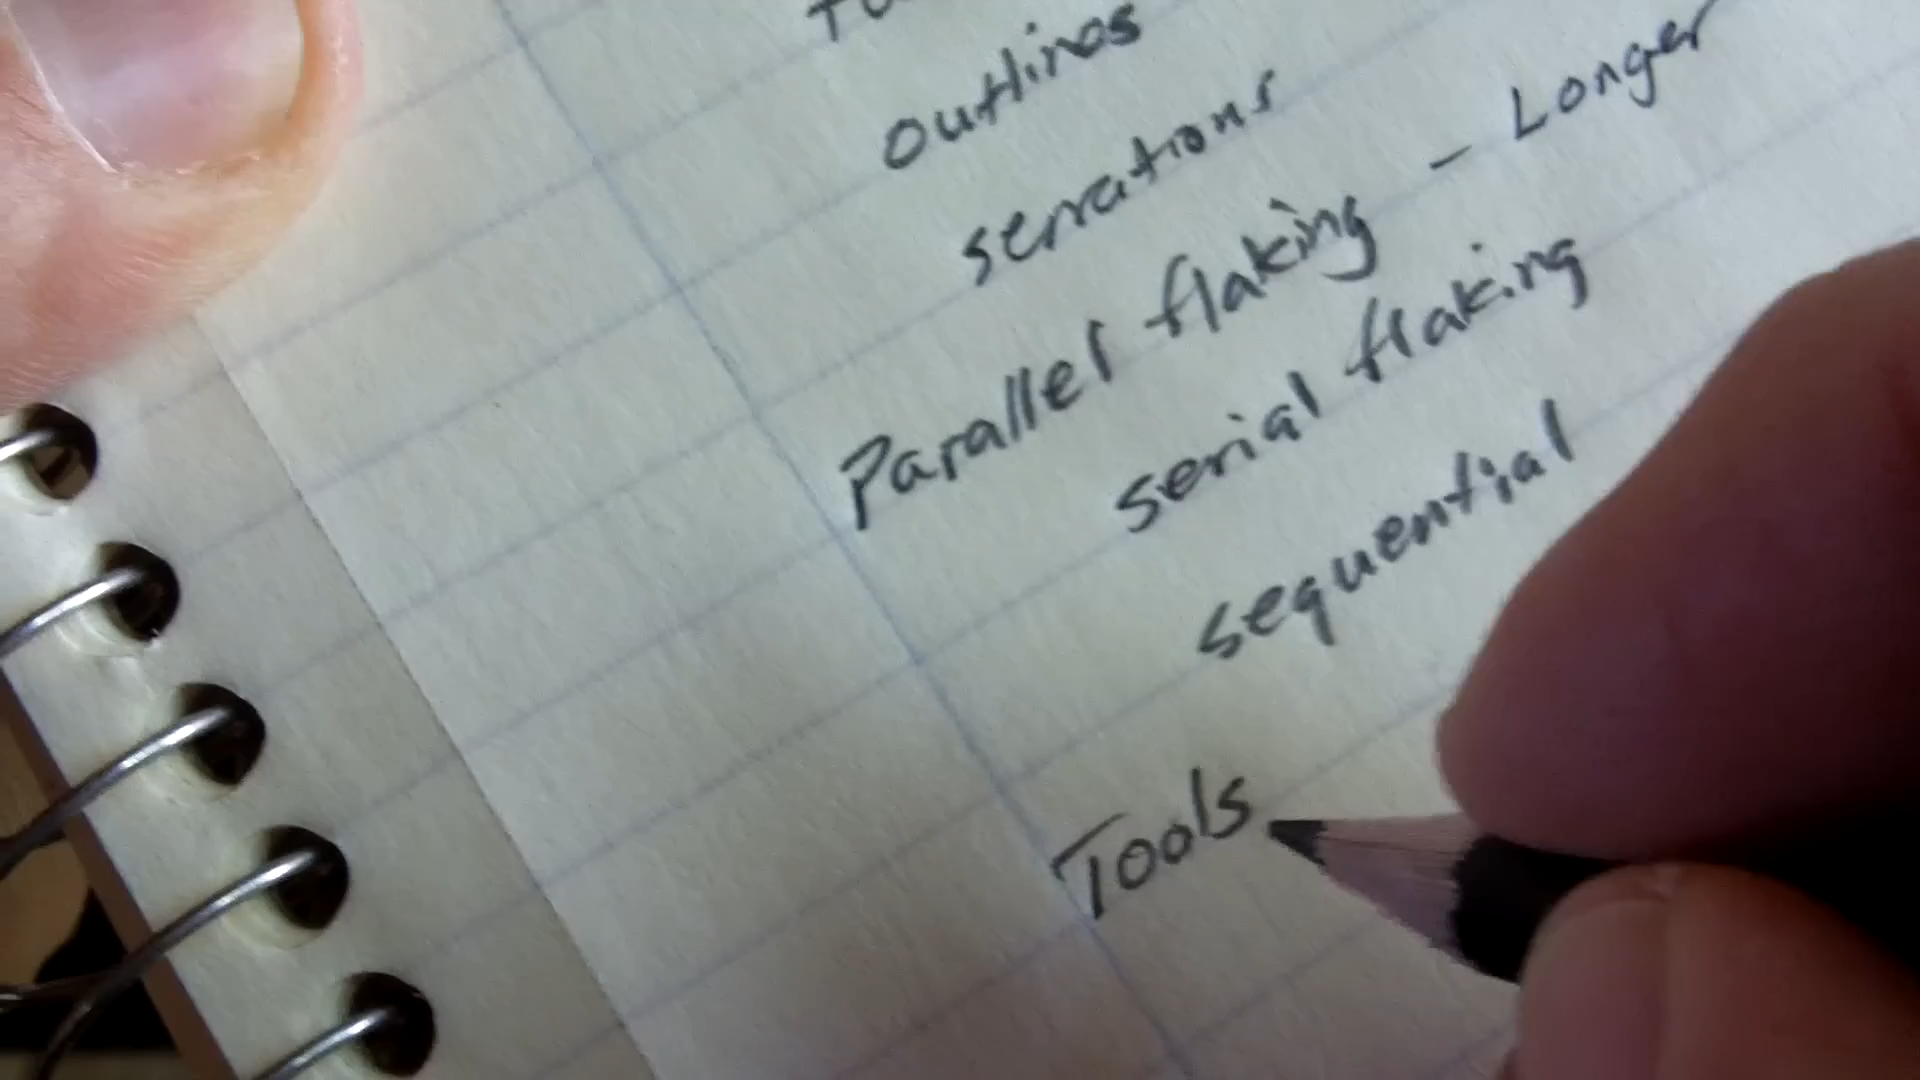 outlines
serrations
Parallel flaking - Longer
serial flaking
sequential
Tools